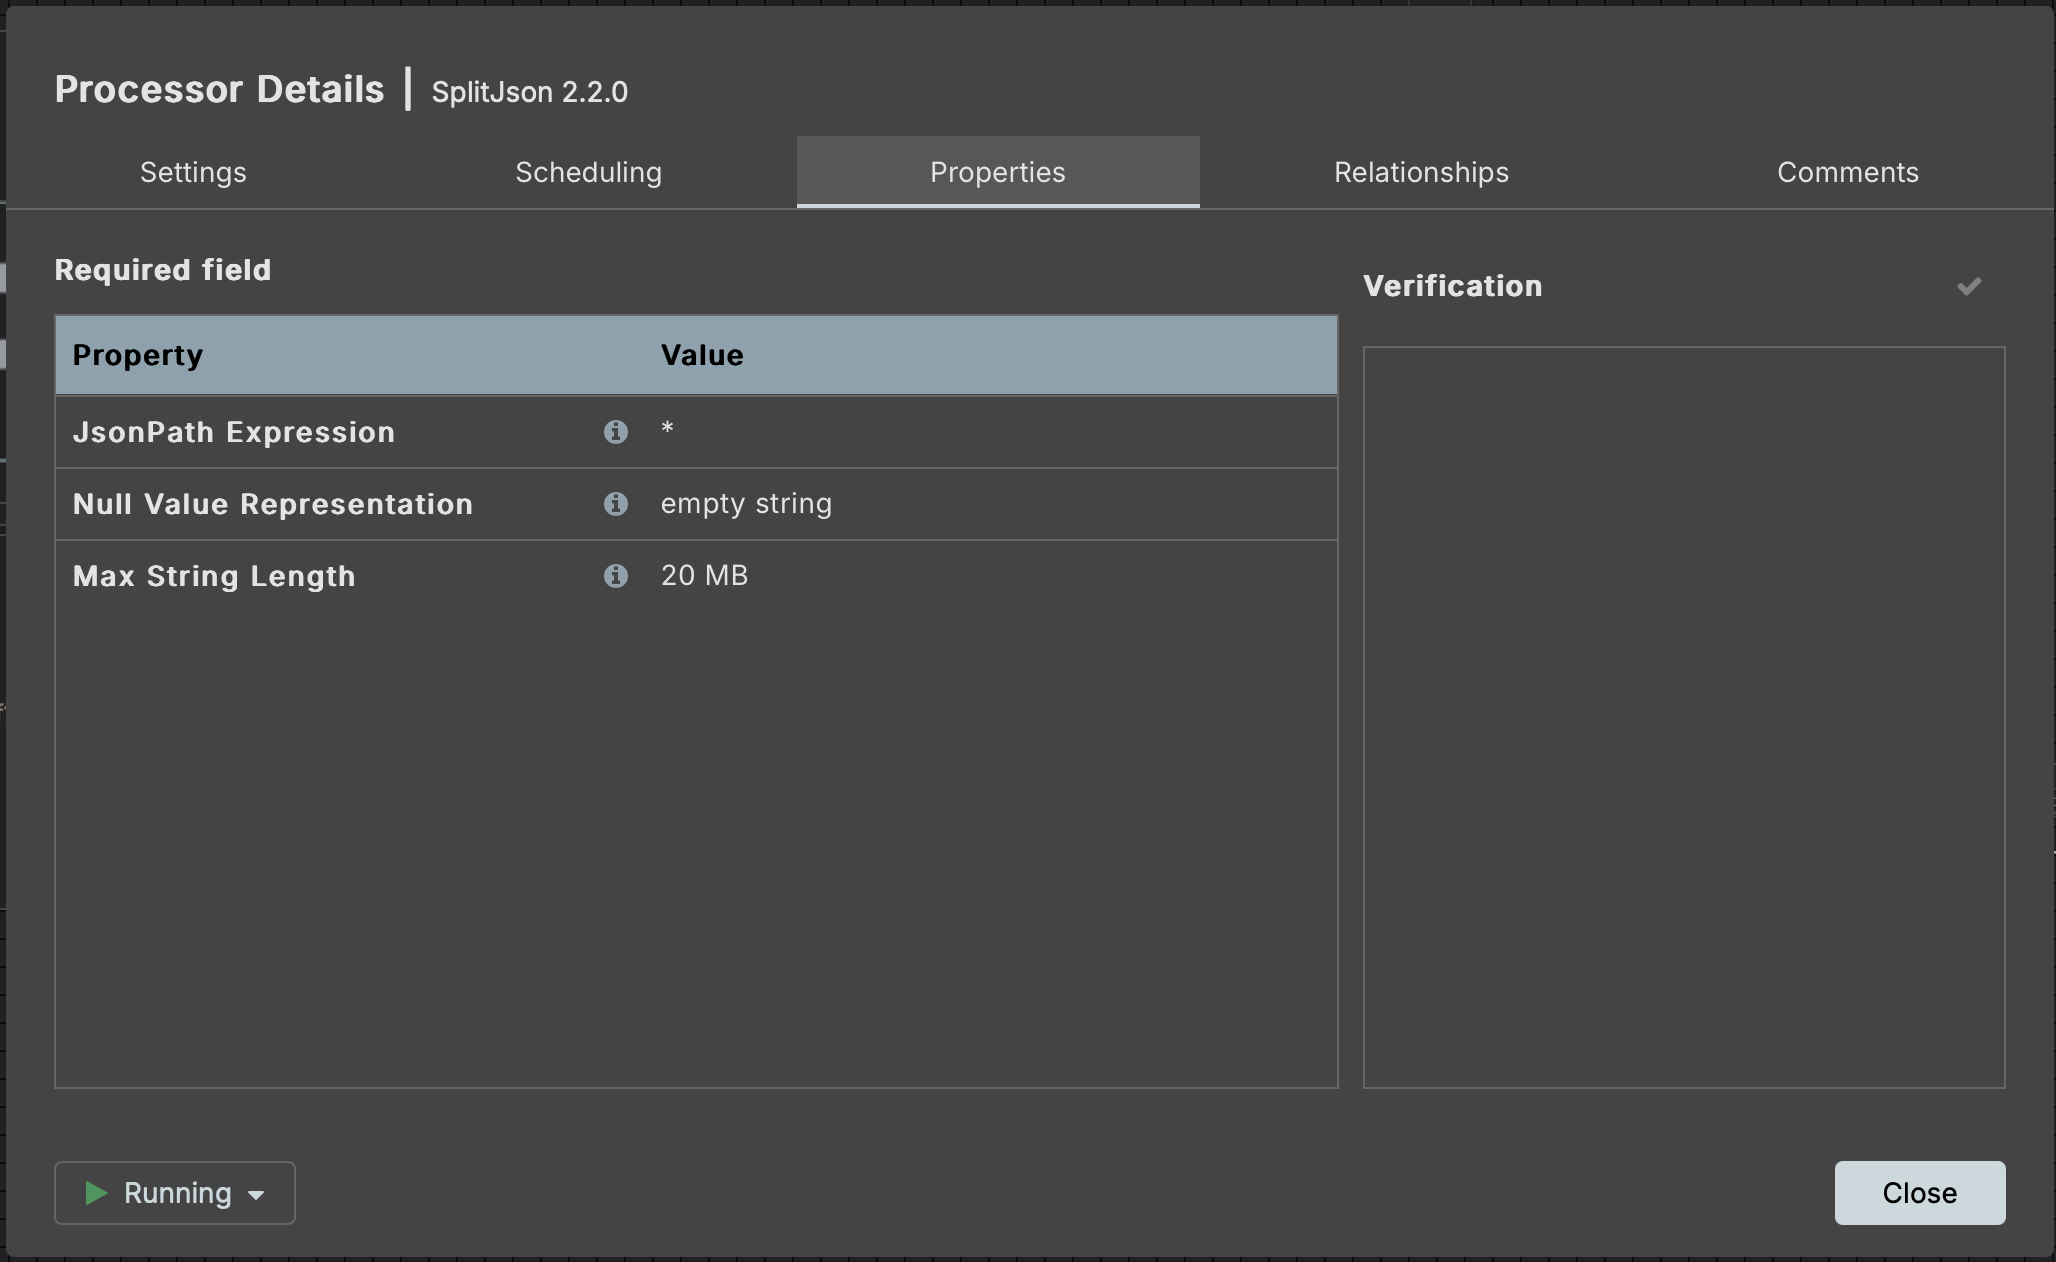 Processor Details | SplitJson 2.2.0
Settings Scheduling Properties Relationships Comments
Required field
Verification
Property Value
JsonPath Expression *
Null Value Representation empty string
Max String Length 20 MB
Running
Close